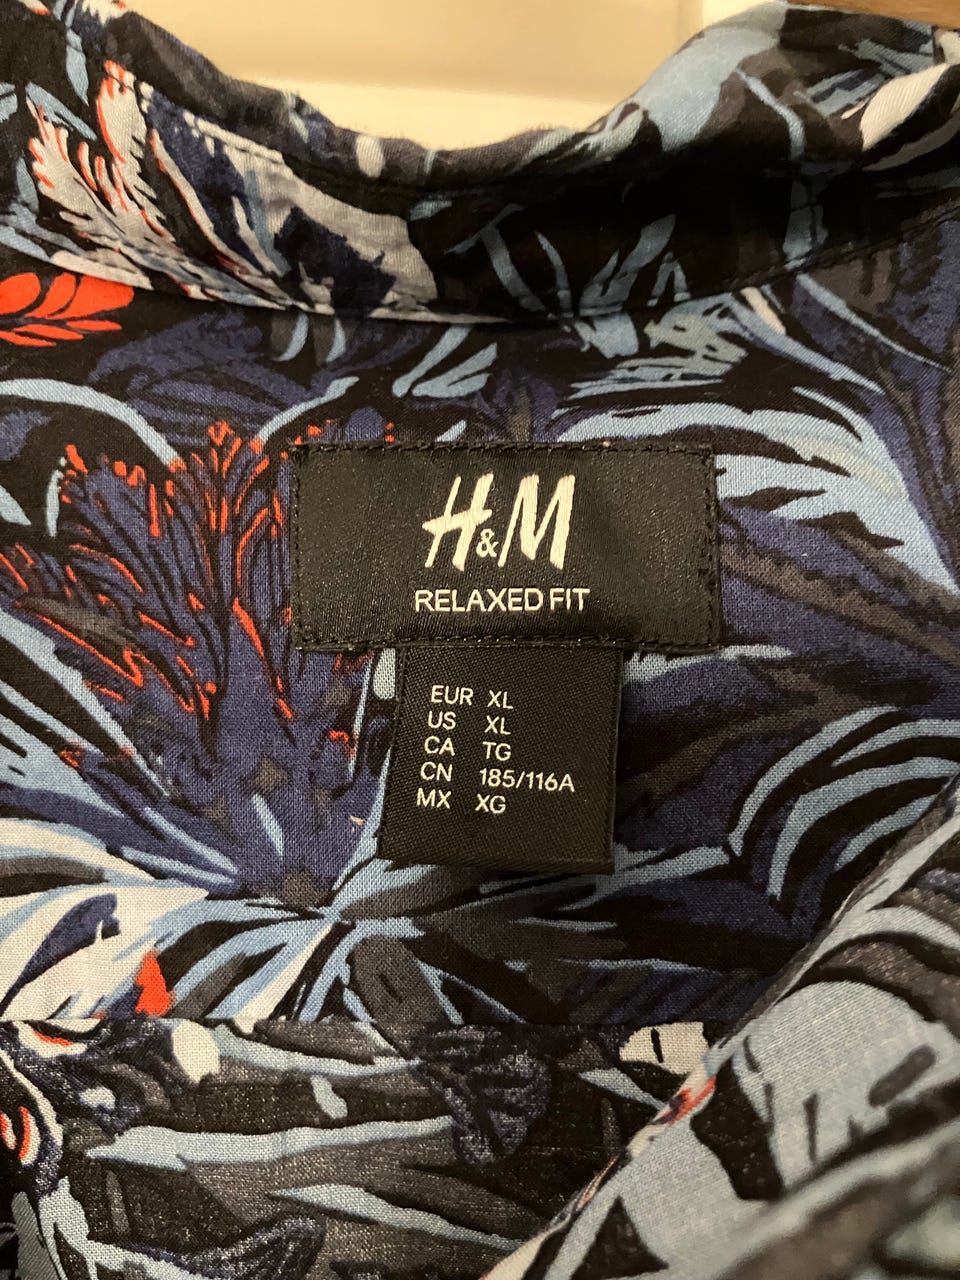 H&M
RELAXED FIT
EUR XL
US XL
CA TG
CN 185/116A
MX XG